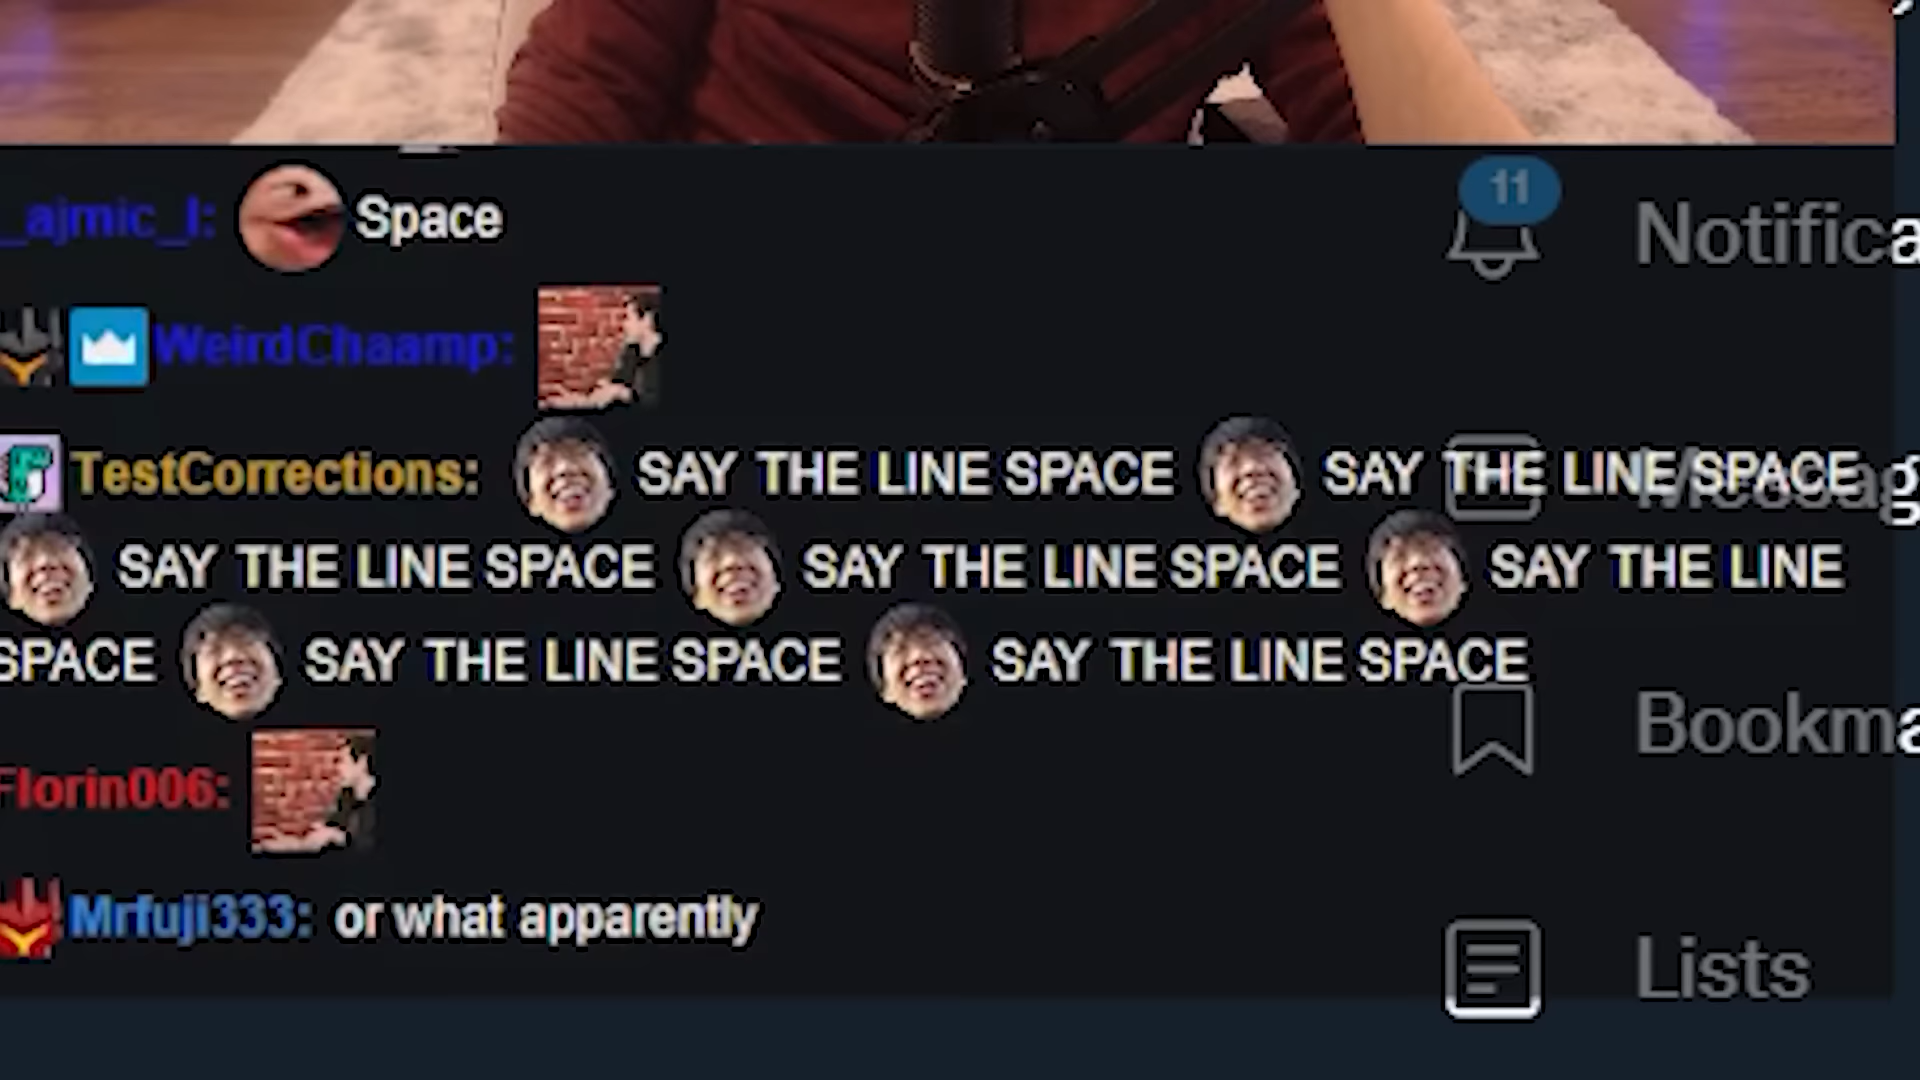 _ajmic_l: Space
11
Notifica
WeirdChaamp:
TestCorrections: SAY THE LINE SPACE SAY THE LINE SPACE
SAY THE LINE SPACE SAY THE LINE SPACE SAY THE LINE
SPACE SAY THE LINE SPACE SAY THE LINE SPACE
Bookma
Florin006:
Mrfuji333: or what apparently
Lists